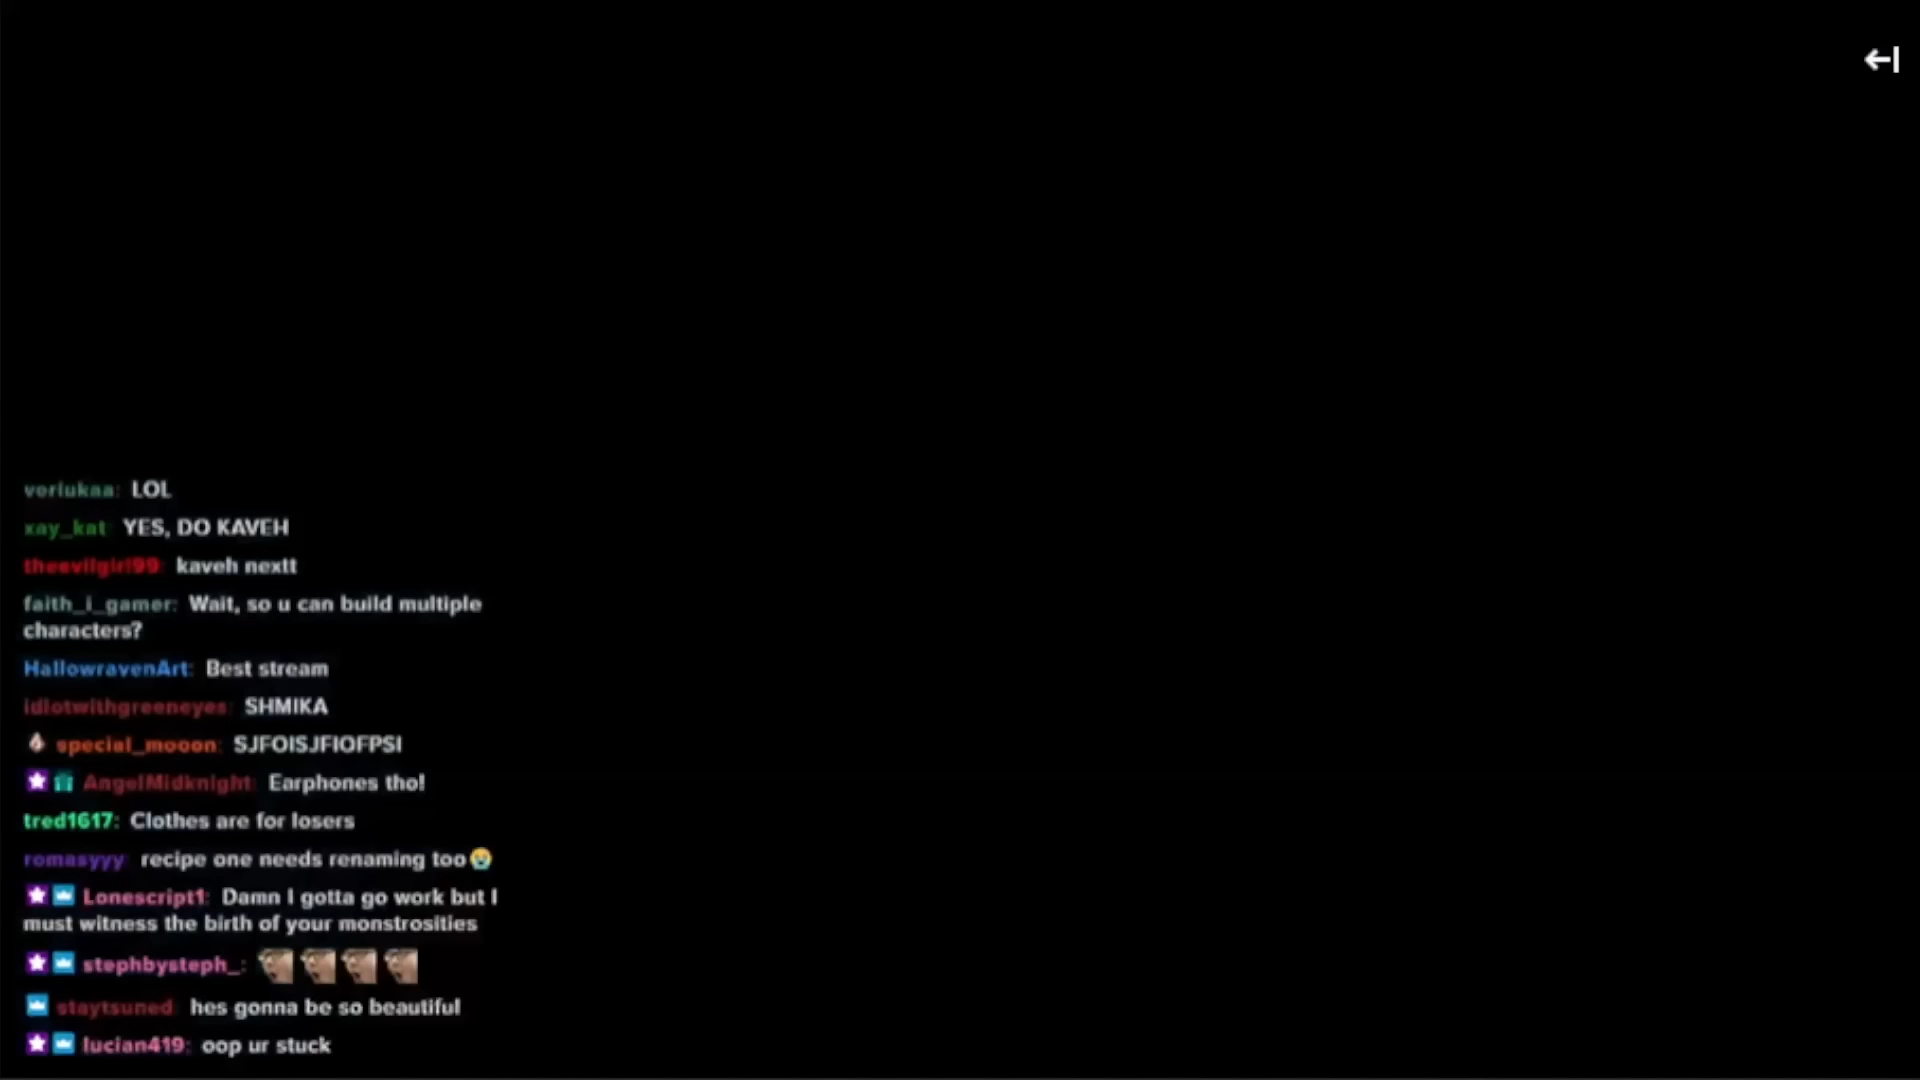 verlukaa: LOL
xay_kat: YES, DO KAVEH
theevilgirl99: kaveh nextt
faith_i_gamer: Wait, so u can build multiple
characters?
HallowravenArt: Best stream
idiotwithgreeneyes: SHMIKA
special_mooon: SJFOISJFIOFPSI
AngelMidknight: Earphones tho!
tred1617: Clothes are for losers
romasyyy: recipe one needs renaming too
Lonescript1: Damn I gotta go work but I
must witness the birth of your monstrosities
stephbysteph_:
staytsuned: hes gonna be so beautiful
lucian419: oop ur stuck